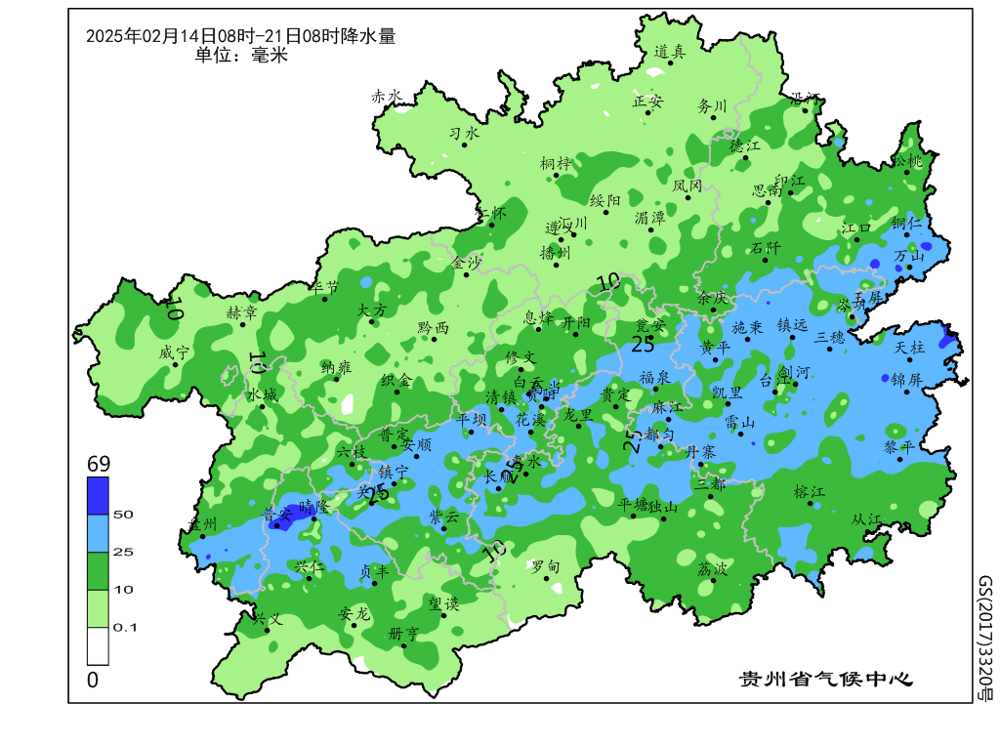 2025年02月14日08时-21日08时降水量
单位：毫米
道真
赤水
正安
务川
沿河
习水
德江
松桃
桐梓
凤冈
印江
思南
绥阳
仁怀
湄潭
汇川
遵义
江口
铜仁
播州
石阡
万山
金沙
10
毕节
余庆
玉屏
岑巩
10
赫章
大方
息烽
开阳
瓮安
施秉
镇远
黔西
25
三穗
黄平
天柱
威宁
10
修文
纳雍
织金
白云
福泉
台江
剑河
锦屏
水城
清镇
贵阳
贵定
凯里
麻江
平坝
花溪
龙里
雷山
普定
安顺
25
都匀
六枝
丹寨
黎平
镇宁
长顺
25
惠水
关岭
25
三都
榕江
普安
晴隆
平塘
独山
盘州
紫云
从江
10
兴仁
贞丰
罗甸
荔波
望谟
兴义
安龙
册亨
69
50
25
10
0.1
0
贵州省气候中心
GS(2017)3320号